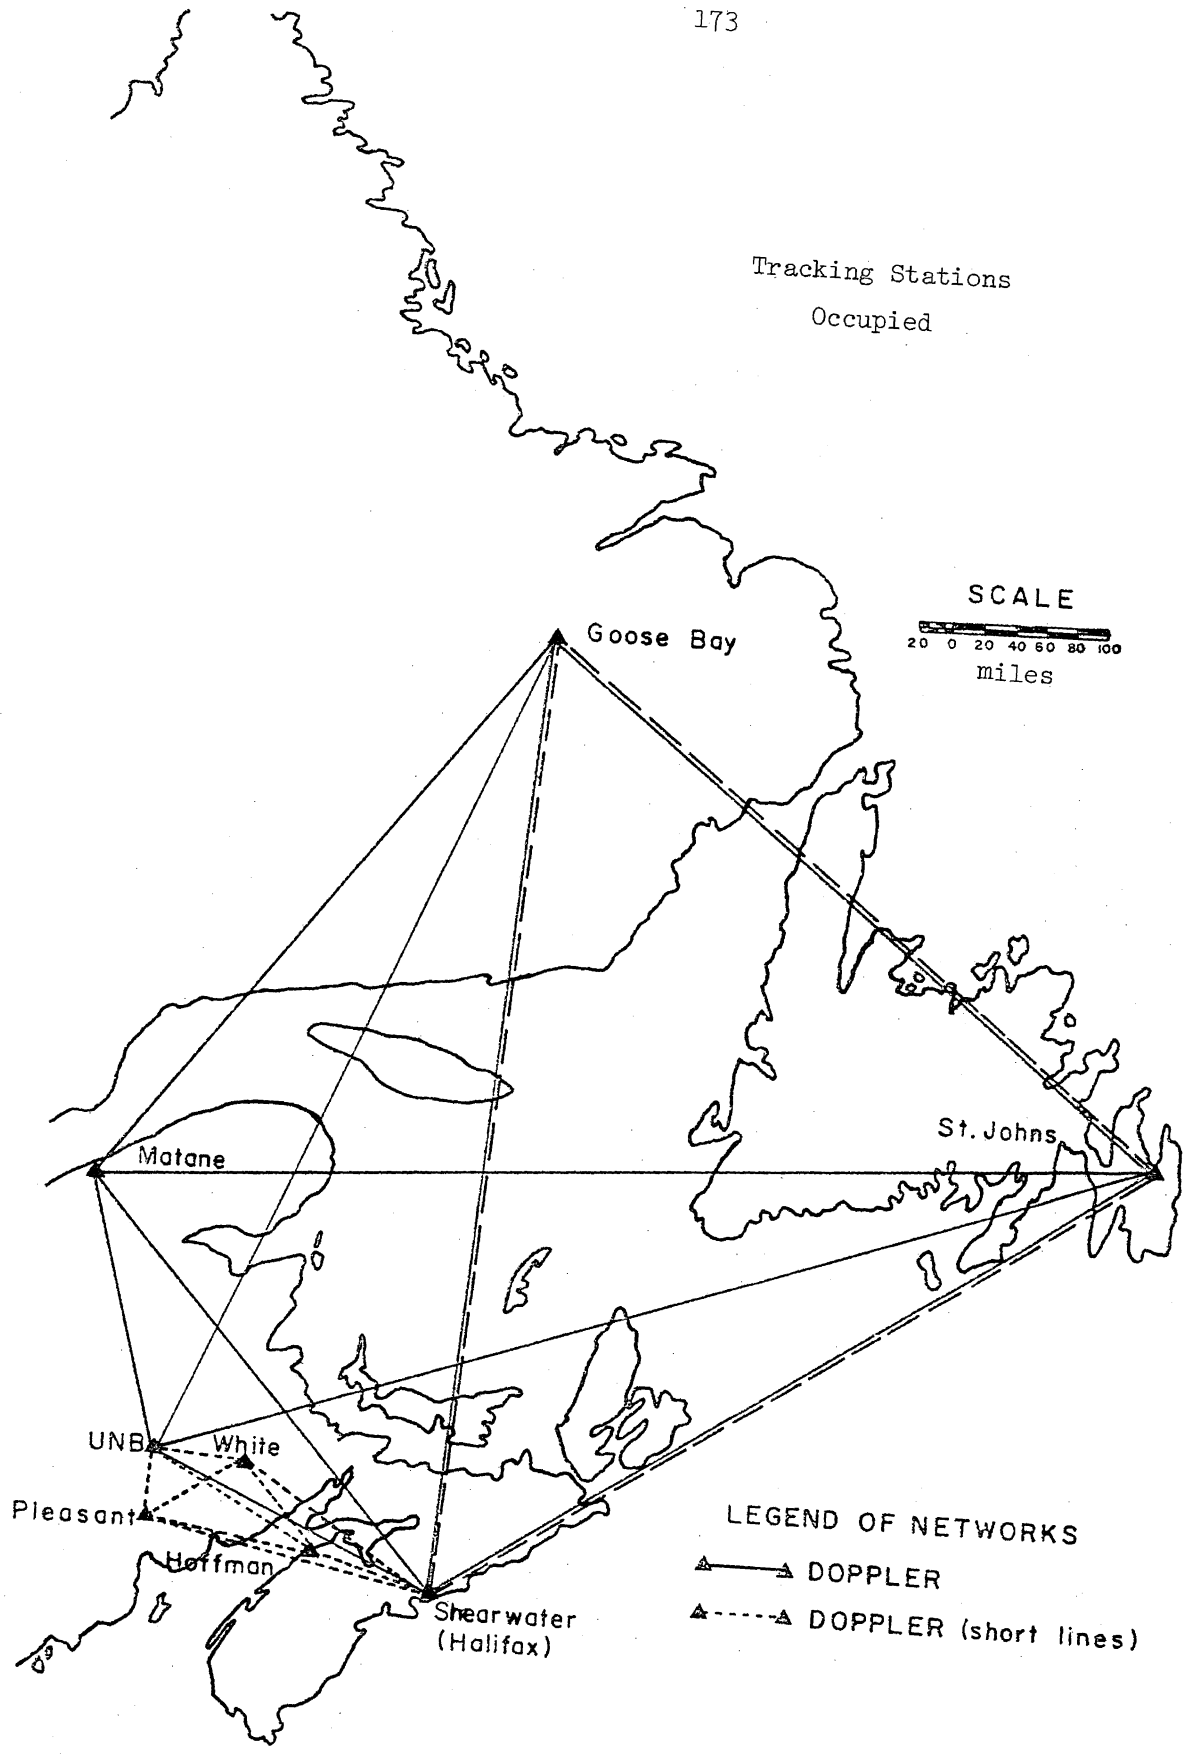 173
Tracking Stations
Occupied
SCALE
20 0 20 40 60 80 100
miles
Goose Bay
St. Johns
Matane
UNB
White
Pleasant
Hoffman
Shearwater
(Halifax)
LEGEND OF NETWORKS
DOPPLER
DOPPLER (short lines)